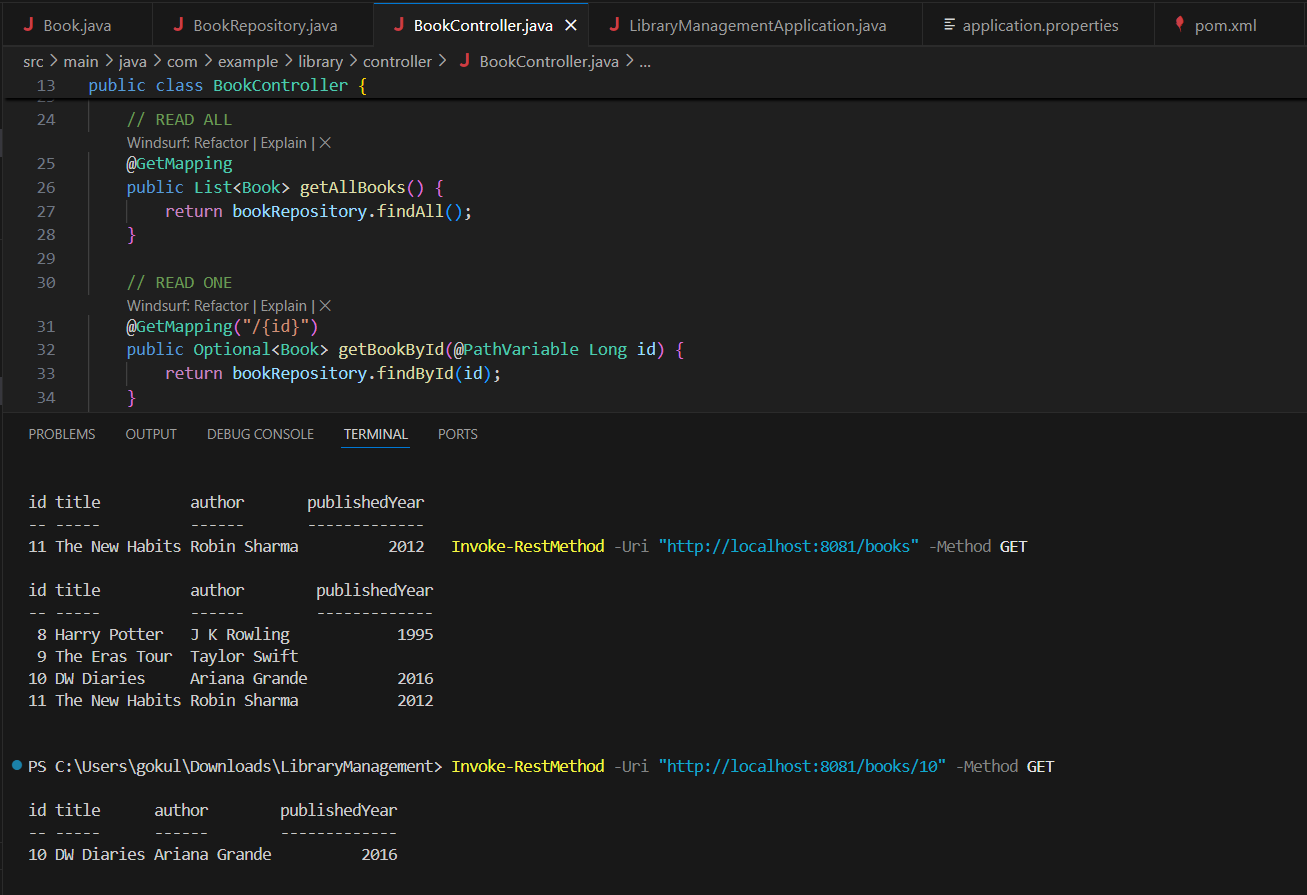 Book.java BookRepository.java BookController.java LibraryManagementApplication.java application.properties pom.xml
src > main > java > com > example > library > controller > BookController.java > ...
13 public class BookController {
24 // READ ALL
Windsurf: Refactor | Explain | ×
25 @GetMapping
26 public List<Book> getAllBooks() {
27 return bookRepository.findAll();
28 }
29
30 // READ ONE
Windsurf: Refactor | Explain | ×
31 @GetMapping("/{id}")
32 public Optional<Book> getBookById(@PathVariable Long id) {
33 return bookRepository.findById(id);
34 }
PROBLEMS OUTPUT DEBUG CONSOLE TERMINAL PORTS
id title author publishedYear
-- ----- ------ -------------
11 The New Habits Robin Sharma 2012 Invoke-RestMethod -Uri "http://localhost:8081/books" -Method GET
id title author publishedYear
-- ----- ------ -------------
8 Harry Potter J K Rowling 1995
9 The Eras Tour Taylor Swift
10 DW Diaries Ariana Grande 2016
11 The New Habits Robin Sharma 2012
PS C:\Users\gokul\Downloads\LibraryManagement> Invoke-RestMethod -Uri "http://localhost:8081/books/10" -Method GET
id title author publishedYear
-- ----- ------ -------------
10 DW Diaries Ariana Grande 2016